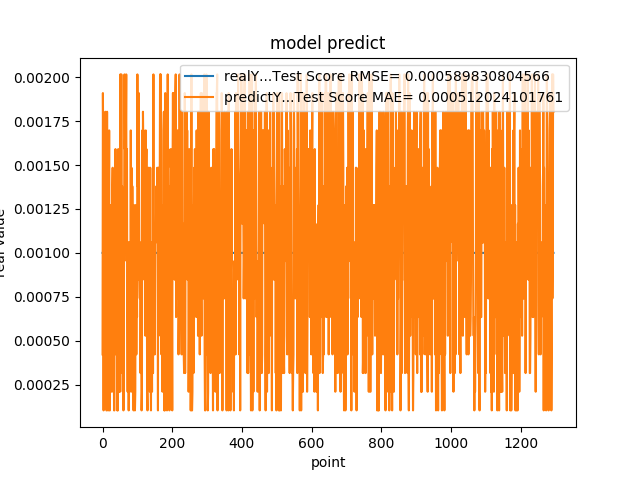 model predict
realY...Test Score RMSE= 0.000589830804566
predictY...Test Score MAE= 0.000512024101761
0.00200
0.00175
0.00150
0.00125
0.00100
0.00075
0.00050
0.00025
real value
0 200 400 600 800 1000 1200
point